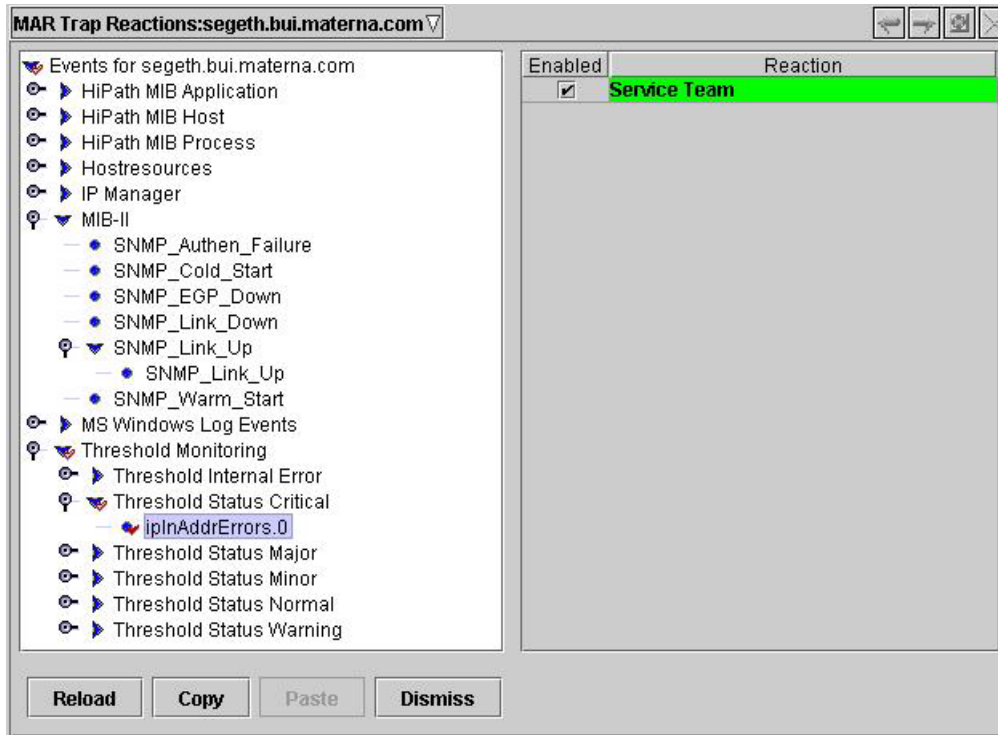 MAR Trap Reactions:segeth.bui.materna.com
Events for segeth.bui.materna.com
HiPath MIB Application
HiPath MIB Host
HiPath MIB Process
Hostresources
IP Manager
MIB-II
SNMP_Authen_Failure
SNMP_Cold_Start
SNMP_EGP_Down
SNMP_Link_Down
SNMP_Link_Up
SNMP_Link_Up
SNMP_Warm_Start
MS Windows Log Events
Threshold Monitoring
Threshold Internal Error
Threshold Status Critical
ipInAddrErrors.0
Threshold Status Major
Threshold Status Minor
Threshold Status Normal
Threshold Status Warning
Enabled Reaction
Service Team
Reload Copy Paste Dismiss